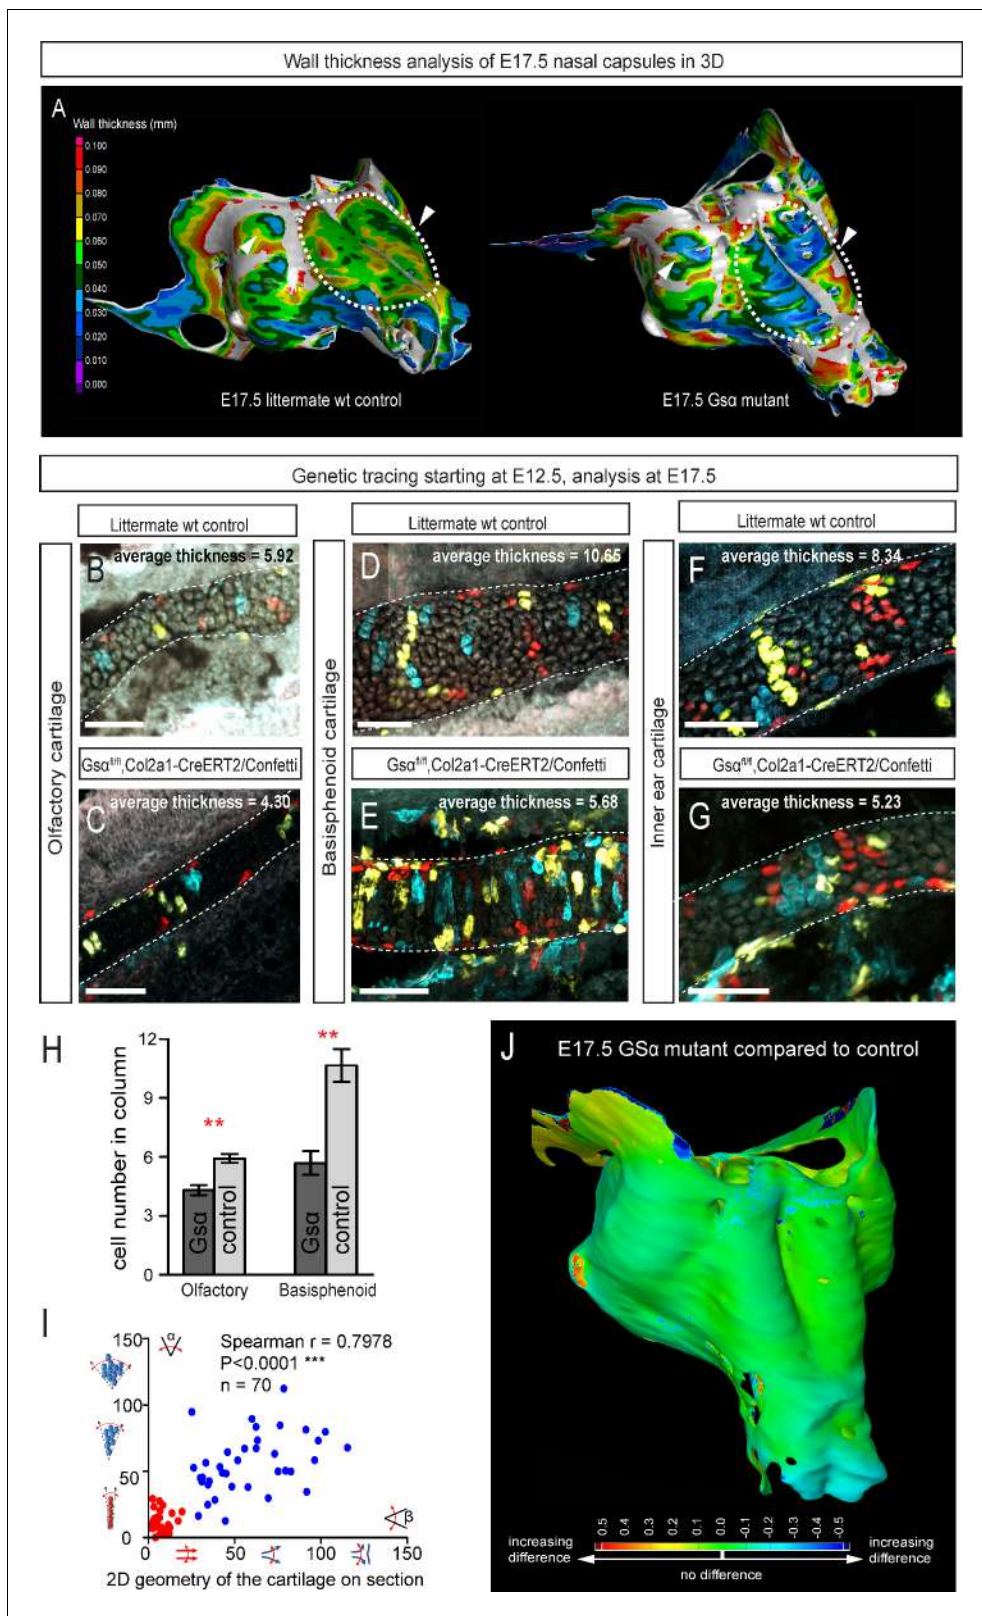 Wall thickness analysis of E17.5 nasal capsules in 3D
A
Wall thickness (mm)
0.100
0.090
0.080
0.070
0.060
0.050
0.040
0.030
0.020
0.010
0.000
E17.5 littermate wt control
E17.5 Gsα mutant
Genetic tracing starting at E12.5, analysis at E17.5
Littermate wt control
Littermate wt control
Littermate wt control
Olfactory cartilage
B
average thickness = 5.92
Basisphenoid cartilage
D
average thickness = 10.65
Inner ear cartilage
F
average thickness = 8.34
Gsα^fl/fl,Col2a1-CreERT2/Confetti
Gsα^fl/fl,Col2a1-CreERT2/Confetti
Gsα^fl/fl,Col2a1-CreERT2/Confetti
C
average thickness = 4.30
E
average thickness = 5.68
G
average thickness = 5.23
H
cell number in column
12
9
6
3
0
**
**
Gsα
control
Gsα
control
Olfactory
Basisphenoid
I
150
100
50
0
α
Spearman r = 0.7978
P<0.0001 ***
n = 70
β
0
50
100
150
2D geometry of the cartilage on section
J
E17.5 GSα mutant compared to control
0.5
0.4
0.3
0.2
0.1
0.0
-0.1
-0.2
-0.3
-0.4
-0.5
increasing
difference
no difference
increasing
difference